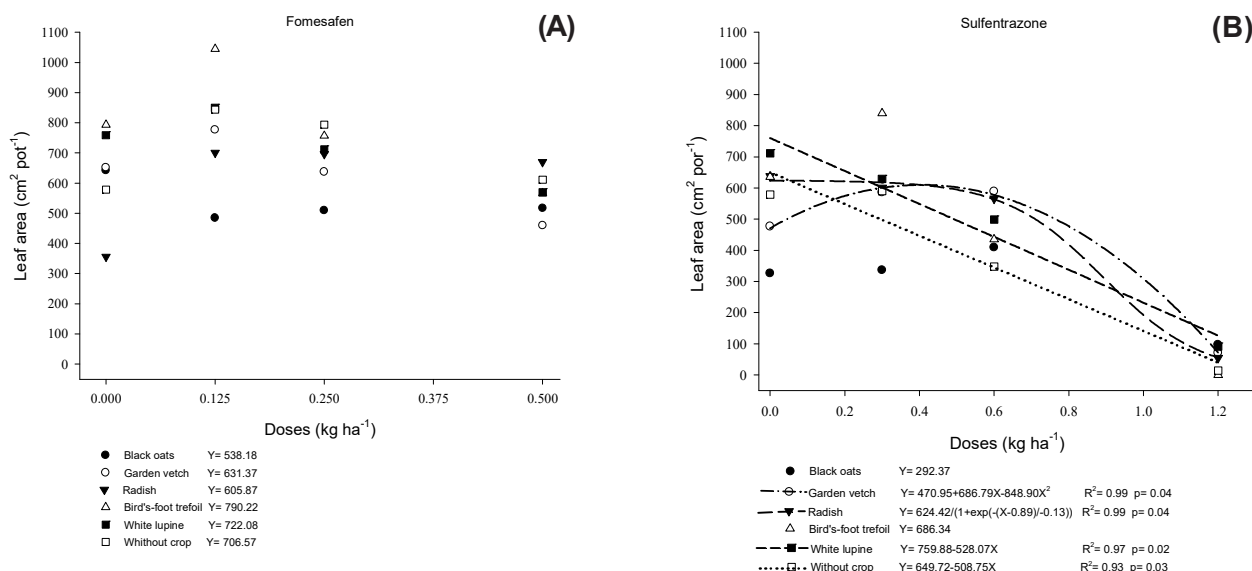 Fomesafen
(A)
1100
1000
900
800
700
600
500
400
300
200
100
0
Leaf area (cm² pot⁻¹)
0.000 0.125 0.250 0.375 0.500
Doses (kg ha⁻¹)
Black oats Y= 538.18
Garden vetch Y= 631.37
Radish Y= 605.87
Bird's-foot trefoil Y= 790.22
White lupine Y= 722.08
Whithout crop Y= 706.57
Sulfentrazone
(B)
1100
1000
900
800
700
600
500
400
300
200
100
0
Leaf area (cm² por⁻¹)
0.0 0.2 0.4 0.6 0.8 1.0 1.2
Doses (kg ha⁻¹)
Black oats Y= 292.37
Garden vetch Y= 470.95+686.79X-848.90X² R²= 0.99 p= 0.04
Radish Y= 624.42/(1+exp(-(X-0.89)/-0.13)) R²= 0.99 p= 0.04
Bird's-foot trefoil Y= 686.34
White lupine Y= 759.88-528.07X R²= 0.97 p= 0.02
Without crop Y= 649.72-508.75X R²= 0.93 p= 0.03